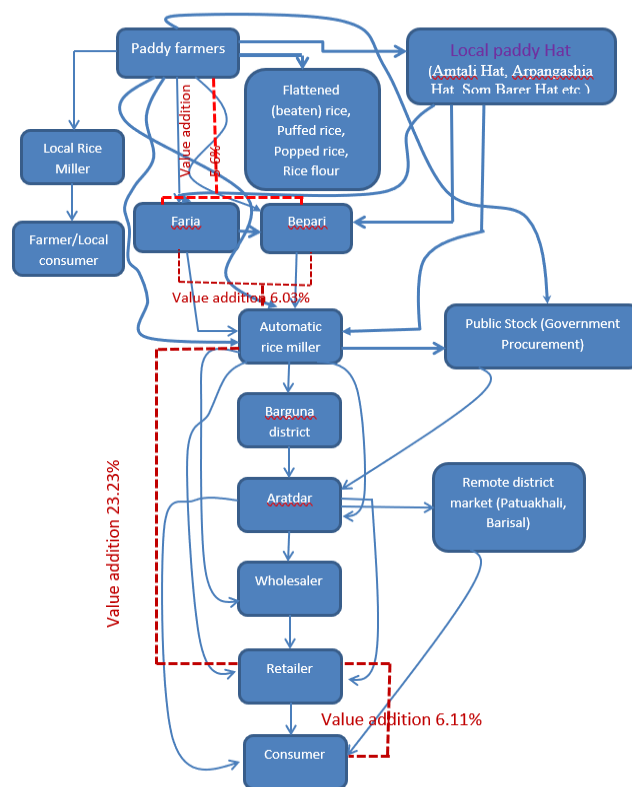 Paddy farmers
Local paddy Hat
(Amtali Hat, Arpangashia
Hat, Som Barer Hat etc.)
Flattened
(beaten) rice,
Puffed rice,
Popped rice,
Rice flour
Value addition
5.6%
Local Rice
Miller
Farmer/Local
consumer
Faria
Bepari
Value addition 6.03%
Automatic
rice miller
Public Stock (Government
Procurement)
Barguna
district
Aratdar
Remote district
market (Patuakhali,
Barisal)
Value addition 23.23%
Wholesaler
Retailer
Value addition 6.11%
Consumer